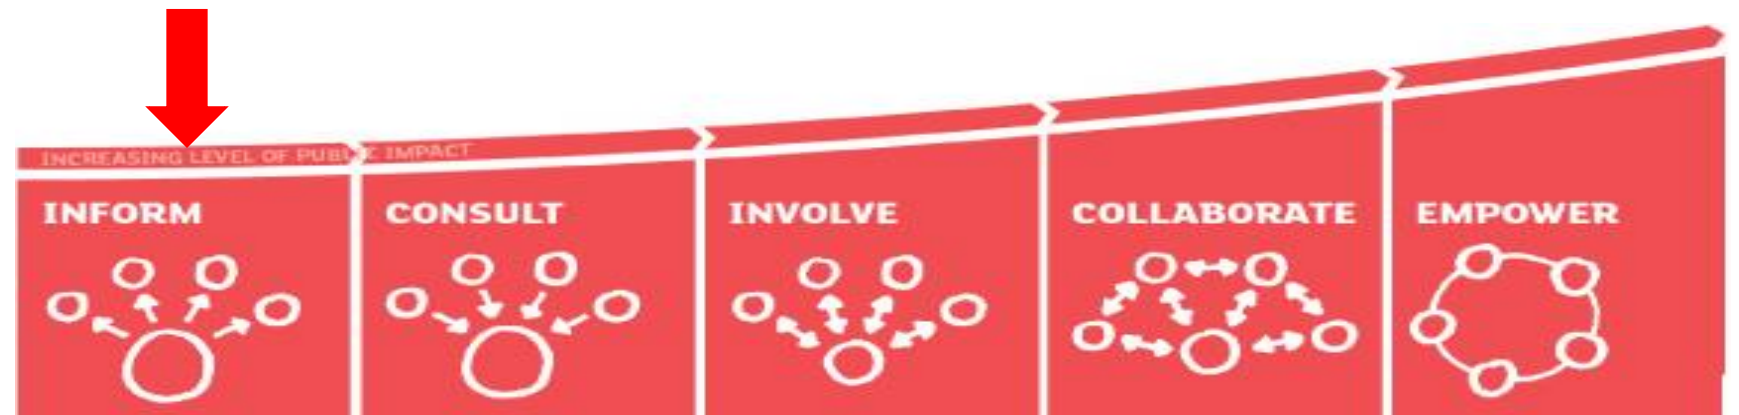 INCREASING LEVEL OF PUBLIC IMPACT
INFORM
CONSULT
INVOLVE
COLLABORATE
EMPOWER